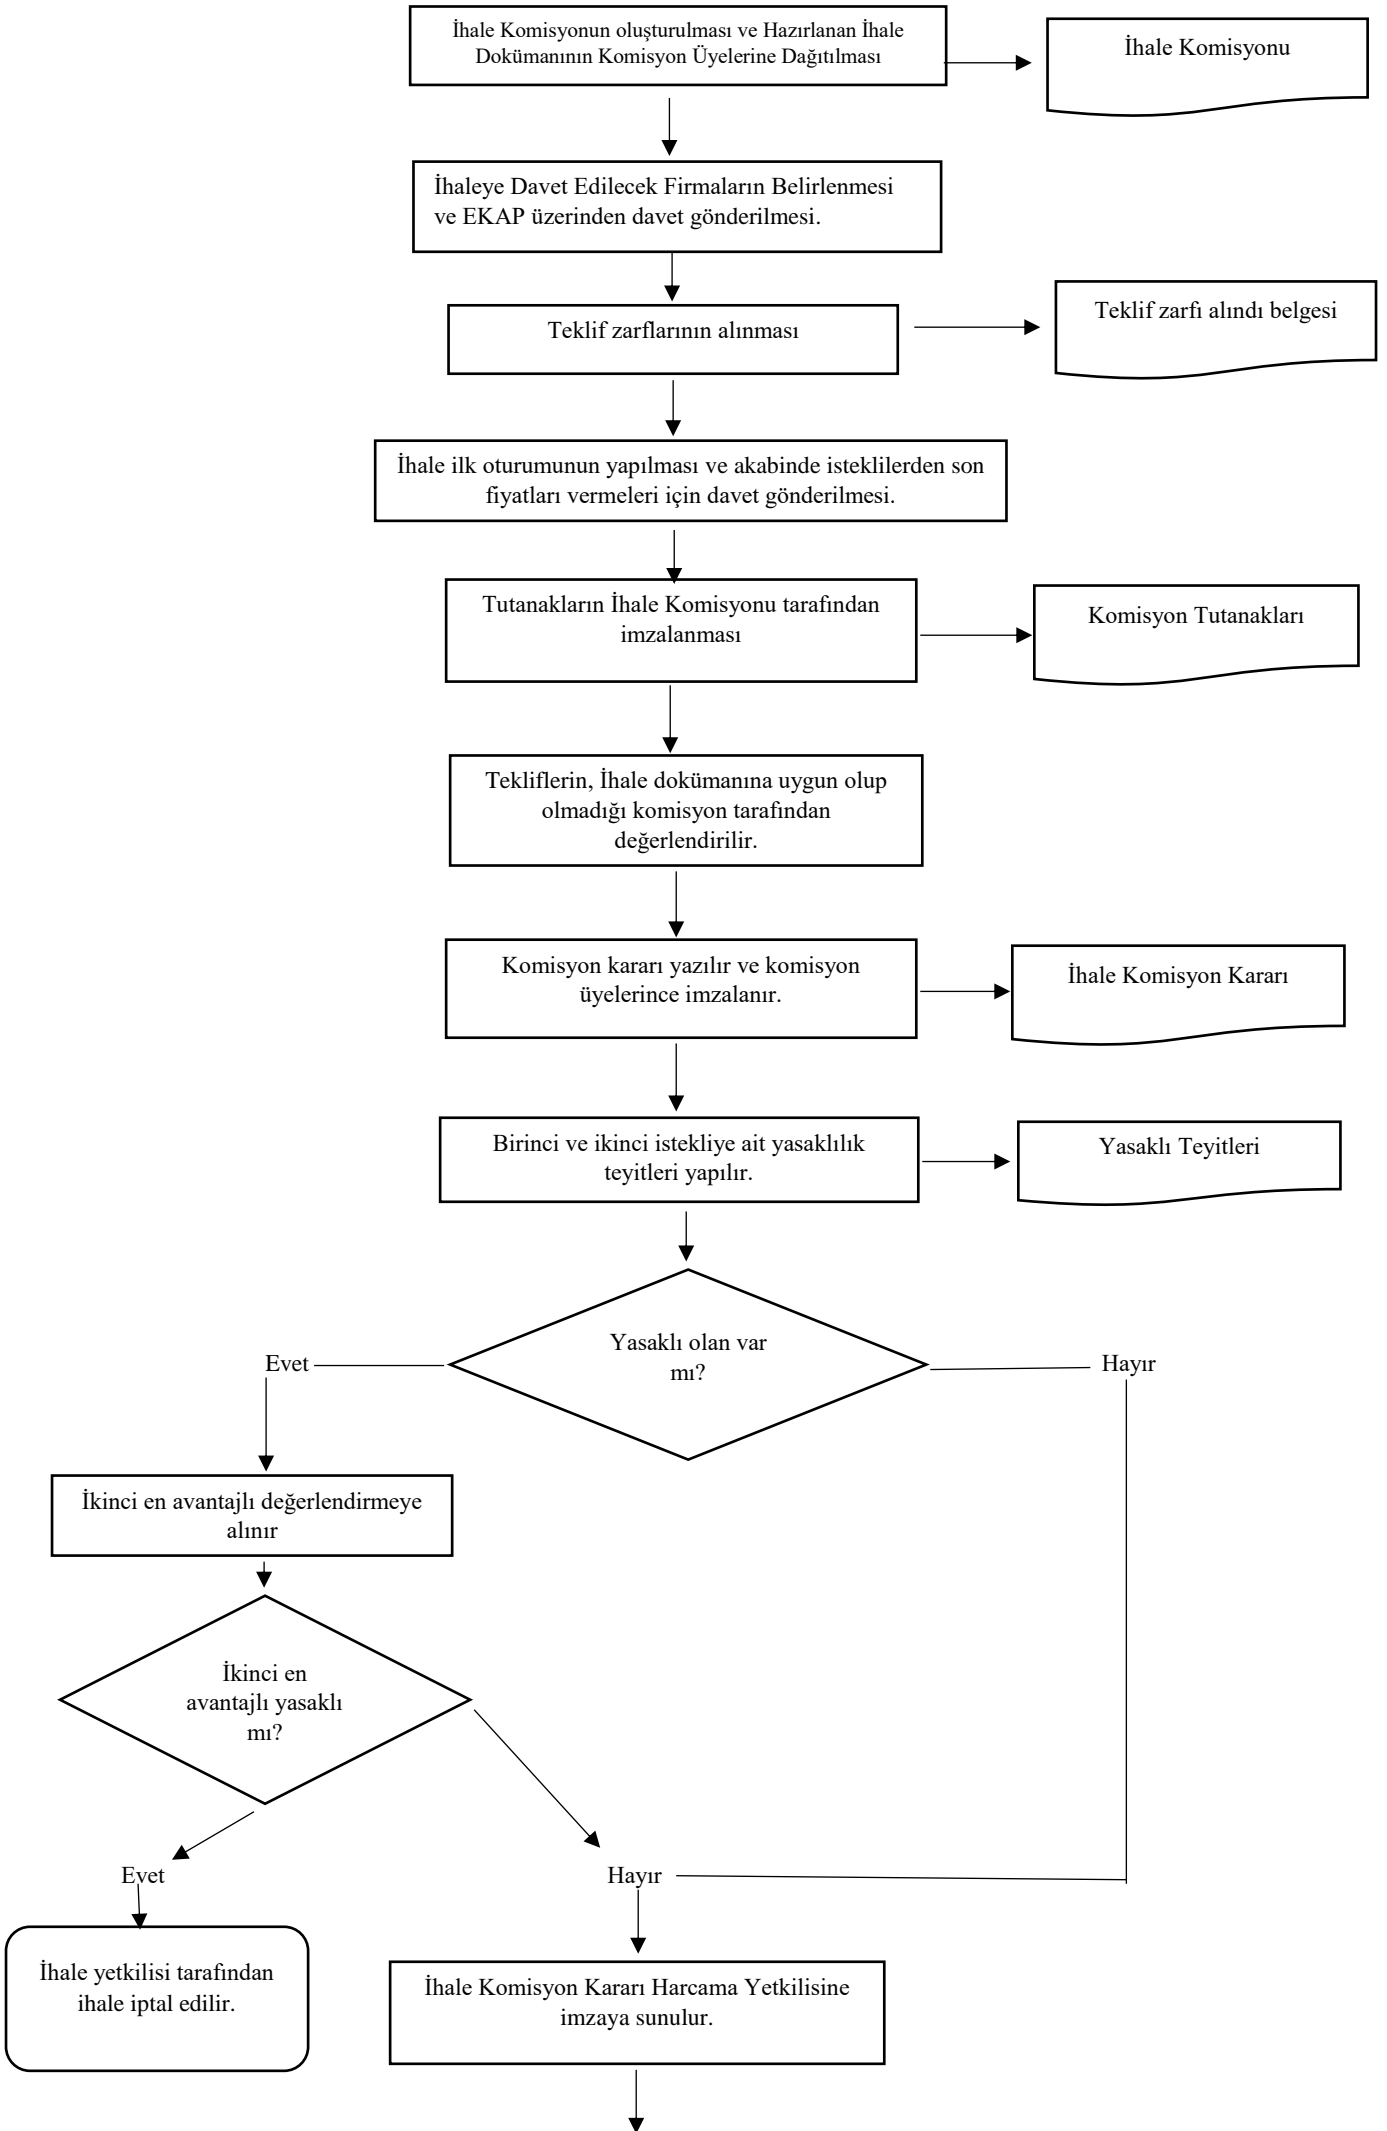 İhale Komisyonun oluşturulması ve Hazırlanan İhale
Dokümanının Komisyon Üyelerine Dağıtılması
İhale Komisyonu
İhaleye Davet Edilecek Firmaların Belirlenmesi
ve EKAP üzerinden davet gönderilmesi.
Teklif zarflarının alınması
Teklif zarfı alındı belgesi
İhale ilk oturumunun yapılması ve akabinde isteklilerden son
fiyatları vermeleri için davet gönderilmesi.
Tutanakların İhale Komisyonu tarafından
imzalanması
Komisyon Tutanakları
Tekliflerin, İhale dokümanına uygun olup
olmadığı komisyon tarafından
değerlendirilir.
Komisyon kararı yazılır ve komisyon
üyelerince imzalanır.
İhale Komisyon Kararı
Birinci ve ikinci istekliye ait yasaklılık
teyitleri yapılır.
Yasaklı Teyitleri
Yasaklı olan var
mı?
Evet
Hayır
İkinci en avantajlı değerlendirmeye
alınır
İkinci en
avantajlı yasaklı
mı?
Evet
Hayır
İhale yetkilisi tarafından
ihale iptal edilir.
İhale Komisyon Kararı Harcama Yetkilisine
imzaya sunulur.